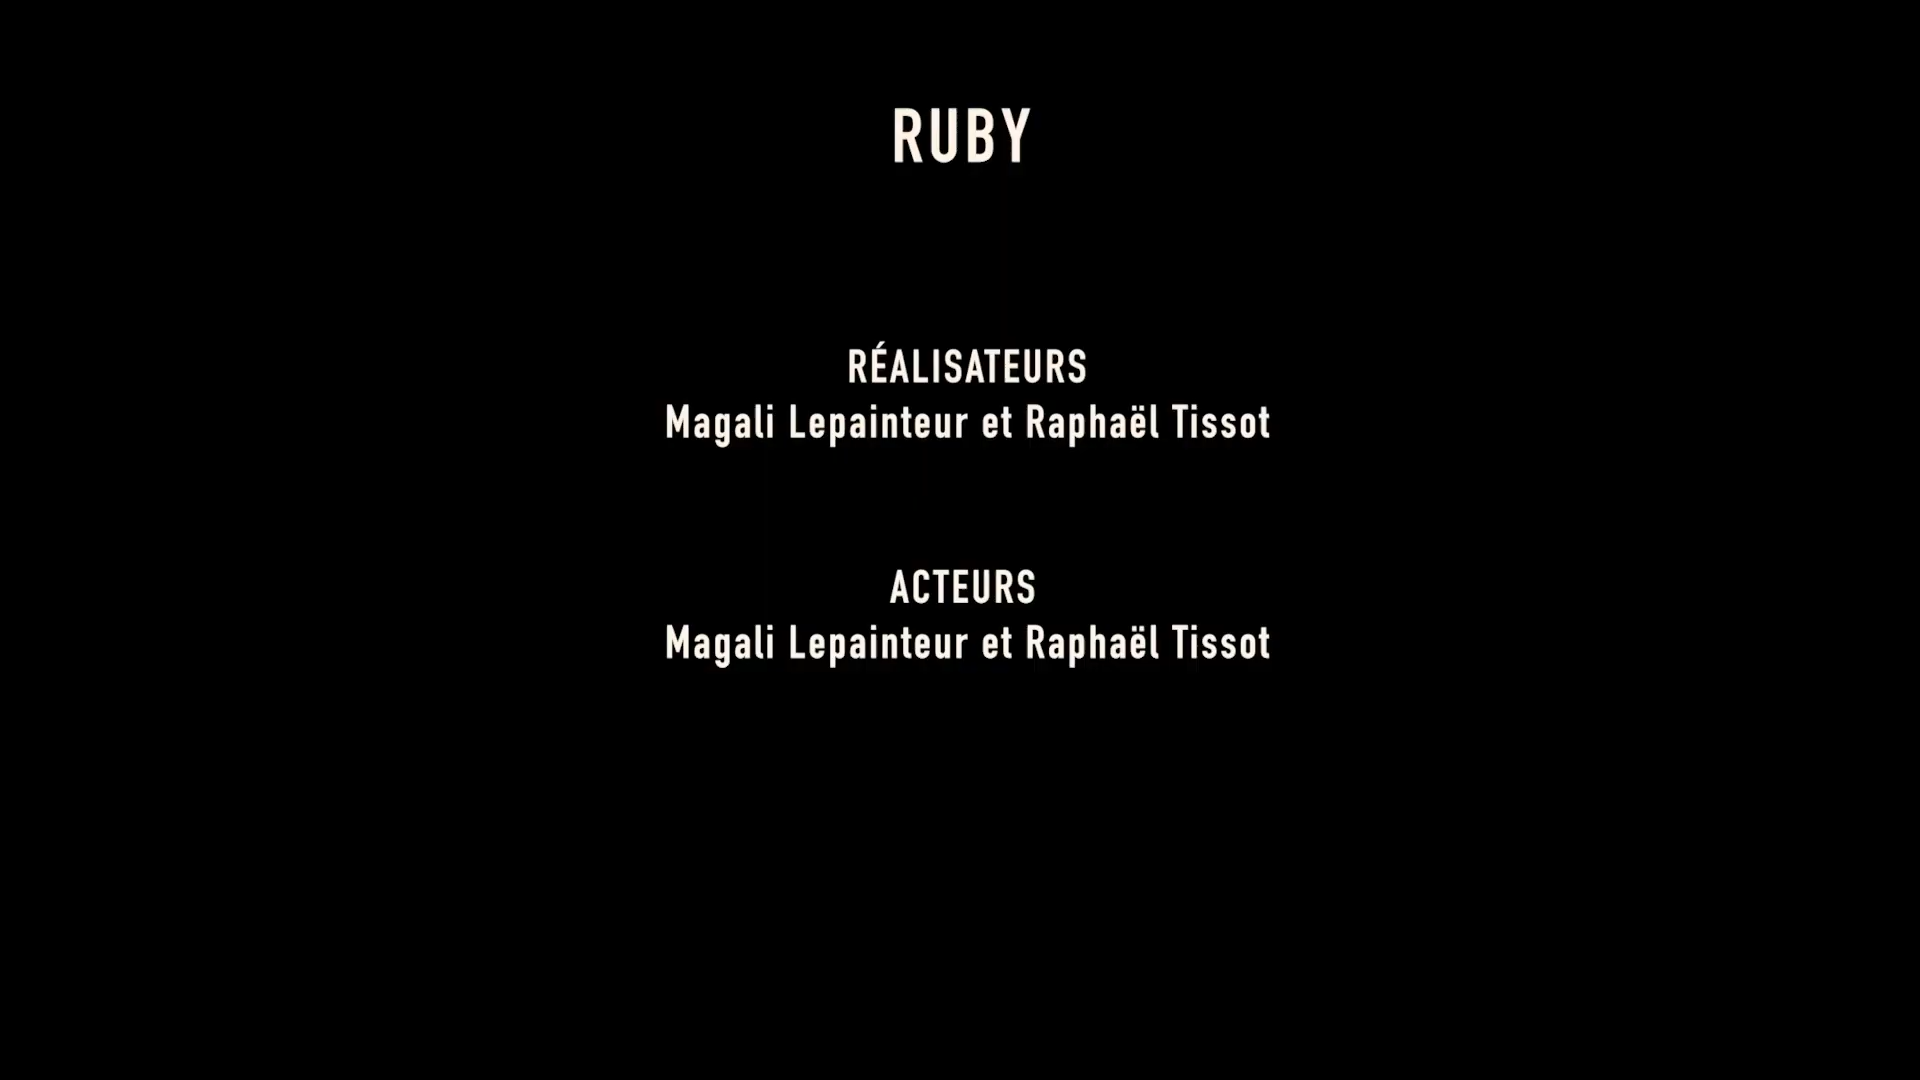 RUBY
RÉALISATEURS
Magali Lepainteur et Raphaël Tissot
ACTEURS
Magali Lepainteur et Raphaël Tissot